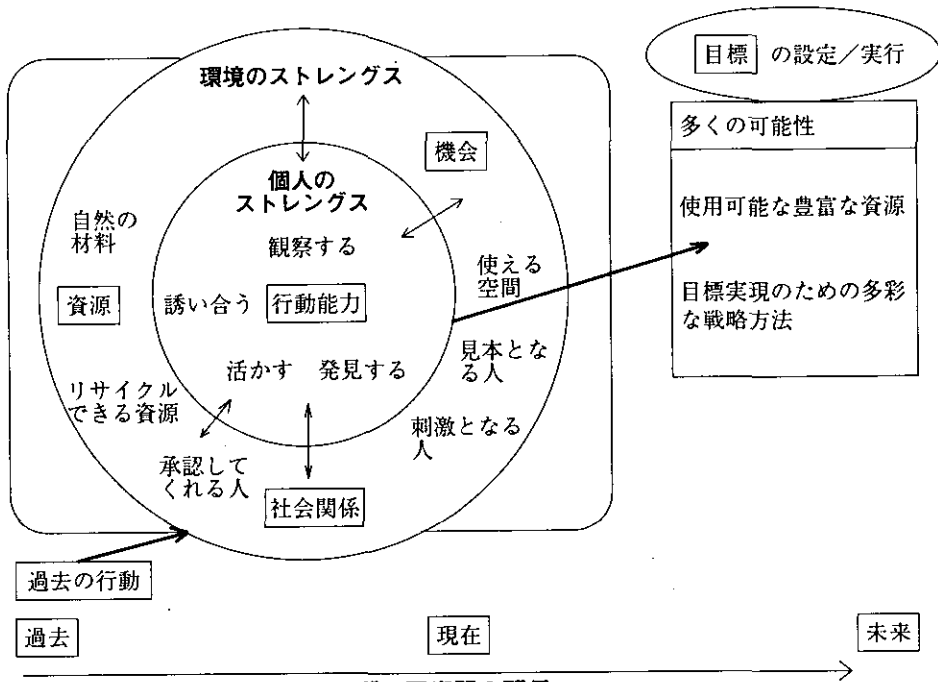 目標 の設定／実行
環境のストレングス
多くの可能性
機会
個人の
ストレングス
使用可能な豊富な資源
自然の
材料
観察する
使える
空間
資源
誘い合う 行動能力
目標実現のための多彩
な戦略方法
見本とな
る人
活かす 発見する
リサイクル
できる資源
刺激となる
人
承認して
くれる人
社会関係
過去の行動
過去
現在
未来